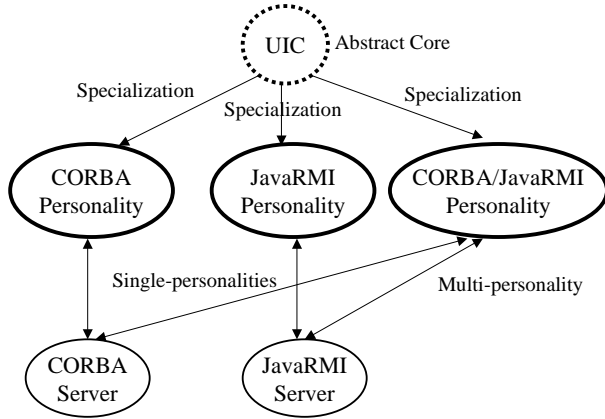 UIC
Abstract Core
Specialization
Specialization
Specialization
CORBA
Personality
JavaRMI
Personality
CORBA/JavaRMI
Personality
Single-personalities
Multi-personality
CORBA
Server
JavaRMI
Server